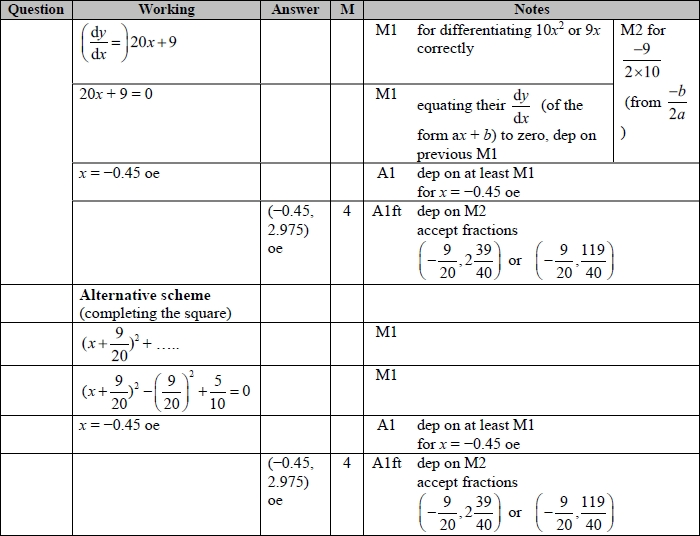 Question Working Answer M Notes
(dy/dx =) 20x + 9 M1 for differentiating 10x² or 9x correctly M2 for -9/(2×10) (from -b/2a)
20x + 9 = 0 M1 equating their dy/dx (of the form ax + b) to zero, dep on previous M1
x = −0.45 oe A1 dep on at least M1
for x = −0.45 oe
(−0.45, 2.975) oe 4 A1ft dep on M2
accept fractions
(−9/20, 2 39/40) or (−9/20, 119/40)
Alternative scheme
(completing the square)
(x + 9/20)² + ..... M1
(x + 9/20)² − (9/20)² + 5/10 = 0 M1
x = −0.45 oe A1 dep on at least M1
for x = −0.45 oe
(−0.45, 2.975) oe 4 A1ft dep on M2
accept fractions
(−9/20, 2 39/40) or (−9/20, 119/40)